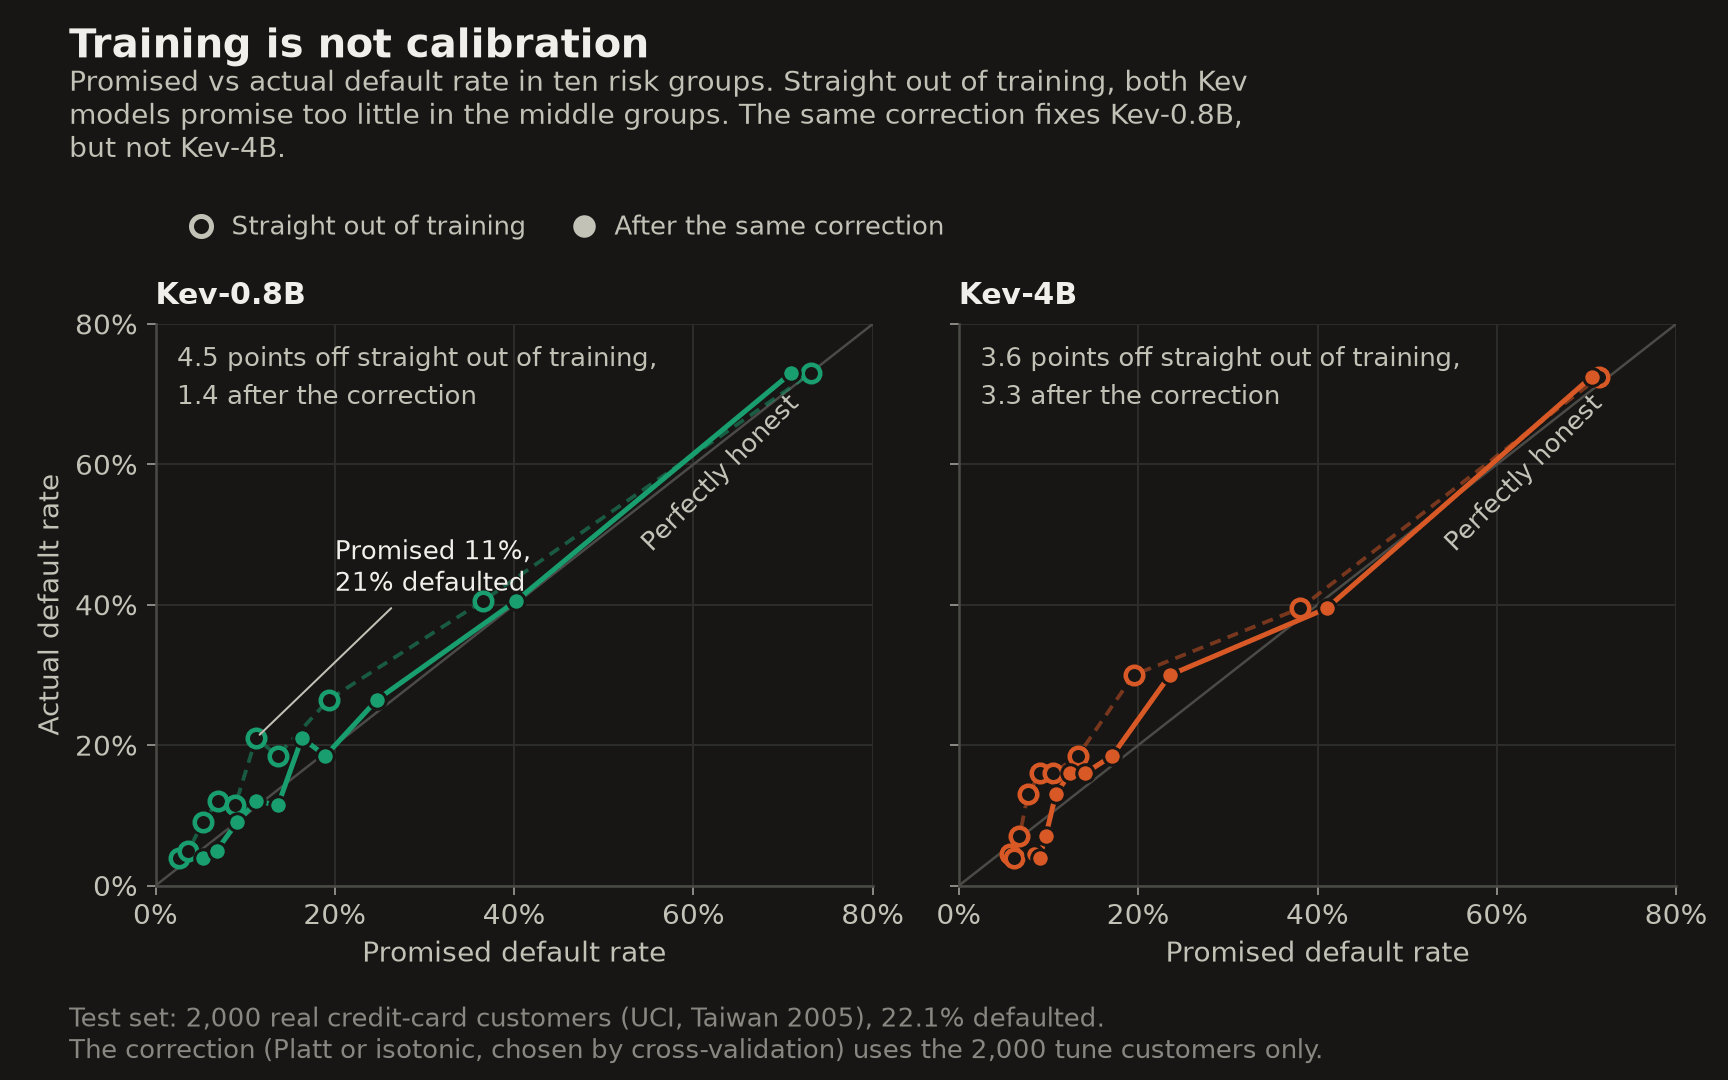 Training is not calibration
Promised vs actual default rate in ten risk groups. Straight out of training, both Kev
models promise too little in the middle groups. The same correction fixes Kev-0.8B,
but not Kev-4B.
Straight out of training
After the same correction
Kev-0.8B
4.5 points off straight out of training,
1.4 after the correction
Promised 11%,
21% defaulted
Perfectly honest
Actual default rate
80%
60%
40%
20%
0%
0%
20%
40%
60%
80%
Promised default rate
Kev-4B
3.6 points off straight out of training,
3.3 after the correction
Perfectly honest
0%
20%
40%
60%
80%
Promised default rate
Test set: 2,000 real credit-card customers (UCI, Taiwan 2005), 22.1% defaulted.
The correction (Platt or isotonic, chosen by cross-validation) uses the 2,000 tune customers only.